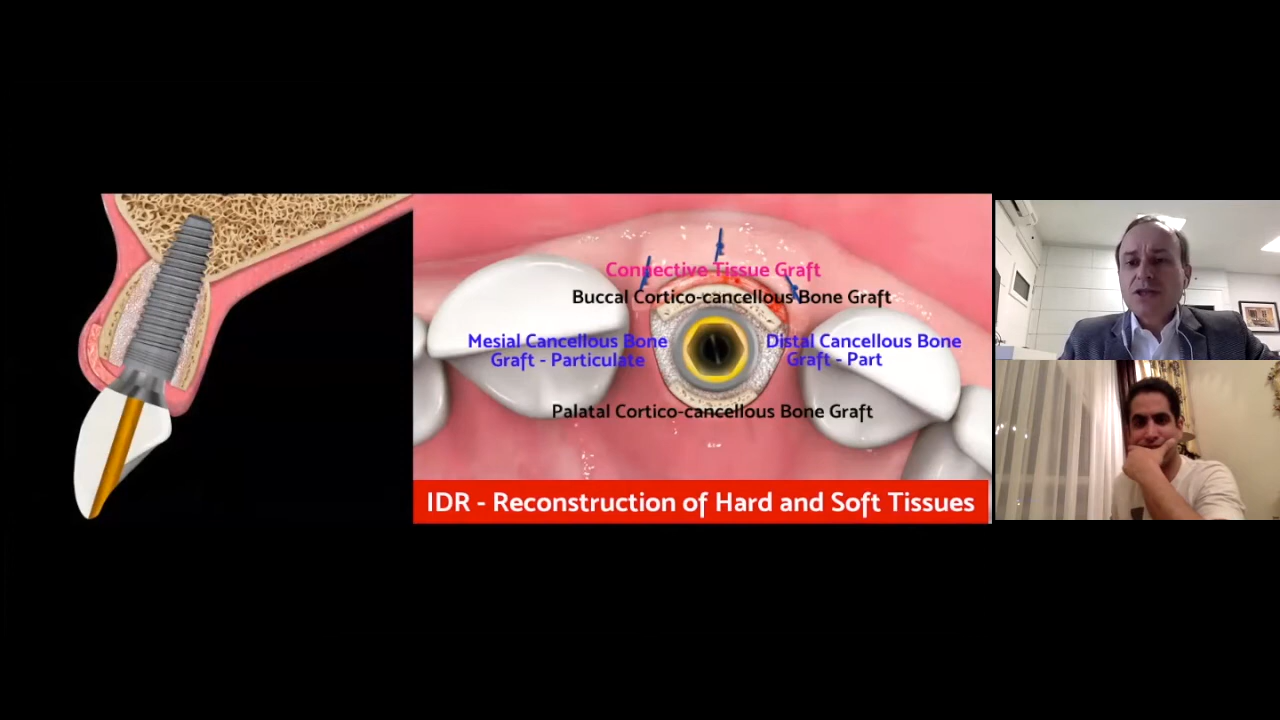 Connective Tissue Graft
Buccal Cortico-cancellous Bone Graft
Mesial Cancellous Bone
Graft - Particulate
Distal Cancellous Bone
Graft - Part
Palatal Cortico-cancellous Bone Graft
IDR - Reconstruction of Hard and Soft Tissues